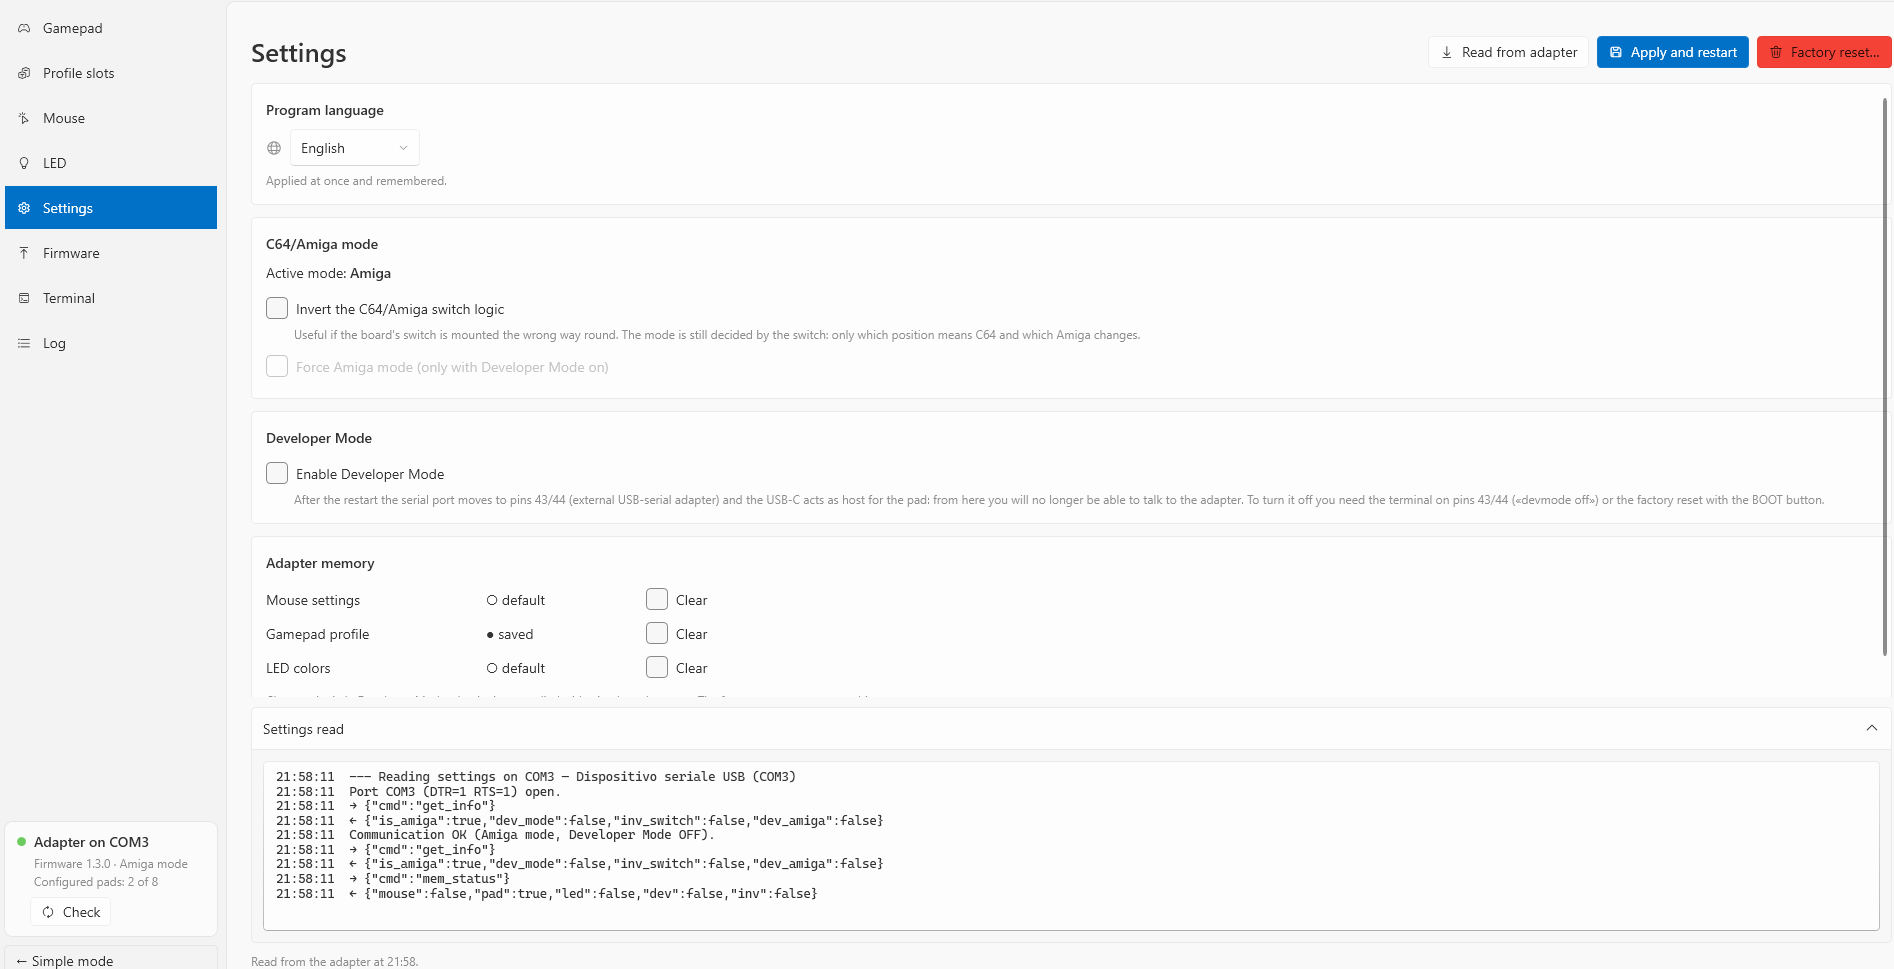 Gamepad
Profile slots
Mouse
LED
Settings
Firmware
Terminal
Log
Adapter on COM3
Firmware 1.3.0 · Amiga mode
Configured pads: 2 of 8
Check
← Simple mode
Settings
Read from adapter
Apply and restart
Factory reset...
Program language
English
Applied at once and remembered.
C64/Amiga mode
Active mode: Amiga
Invert the C64/Amiga switch logic
Useful if the board's switch is mounted the wrong way round. The mode is still decided by the switch: only which position means C64 and which Amiga changes.
Force Amiga mode (only with Developer Mode on)
Developer Mode
Enable Developer Mode
After the restart the serial port moves to pins 43/44 (external USB-serial adapter) and the USB-C acts as host for the pad: from here you will no longer be able to talk to the adapter. To turn it off you need the terminal on pins 43/44 («devmode off») or the factory reset with the BOOT button.
Adapter memory
Mouse settings ○ default Clear
Gamepad profile ● saved Clear
LED colors ○ default Clear
Settings read
21:58:11 --- Reading settings on COM3 — Dispositivo seriale USB (COM3)
21:58:11 Port COM3 (DTR=1 RTS=1) open.
21:58:11 → {"cmd":"get_info"}
21:58:11 ← {"is_amiga":true,"dev_mode":false,"inv_switch":false,"dev_amiga":false}
21:58:11 Communication OK (Amiga mode, Developer Mode OFF).
21:58:11 → {"cmd":"get_info"}
21:58:11 ← {"is_amiga":true,"dev_mode":false,"inv_switch":false,"dev_amiga":false}
21:58:11 → {"cmd":"mem_status"}
21:58:11 ← {"mouse":false,"pad":true,"led":false,"dev":false,"inv":false}
Read from the adapter at 21:58.